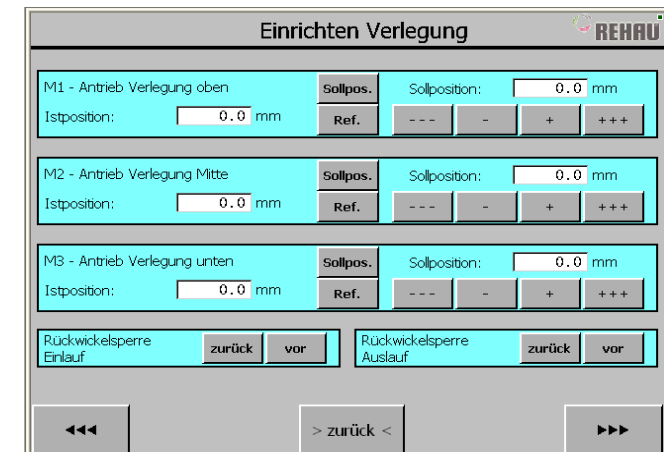 Einrichten Verlegung REHAU
M1 - Antrieb Verlegung oben Sollpos. Sollposition: 0.0 mm
Istposition: 0.0 mm Ref. --- - + +++
M2 - Antrieb Verlegung Mitte Sollpos. Sollposition: 0.0 mm
Istposition: 0.0 mm Ref. --- - + +++
M3 - Antrieb Verlegung unten Sollpos. Sollposition: 0.0 mm
Istposition: 0.0 mm Ref. --- - + +++
Rückwickelsperre
Einlauf
zurück vor
Rückwickelsperre
Auslauf
zurück vor
◄◄◄ > zurück < ►►►